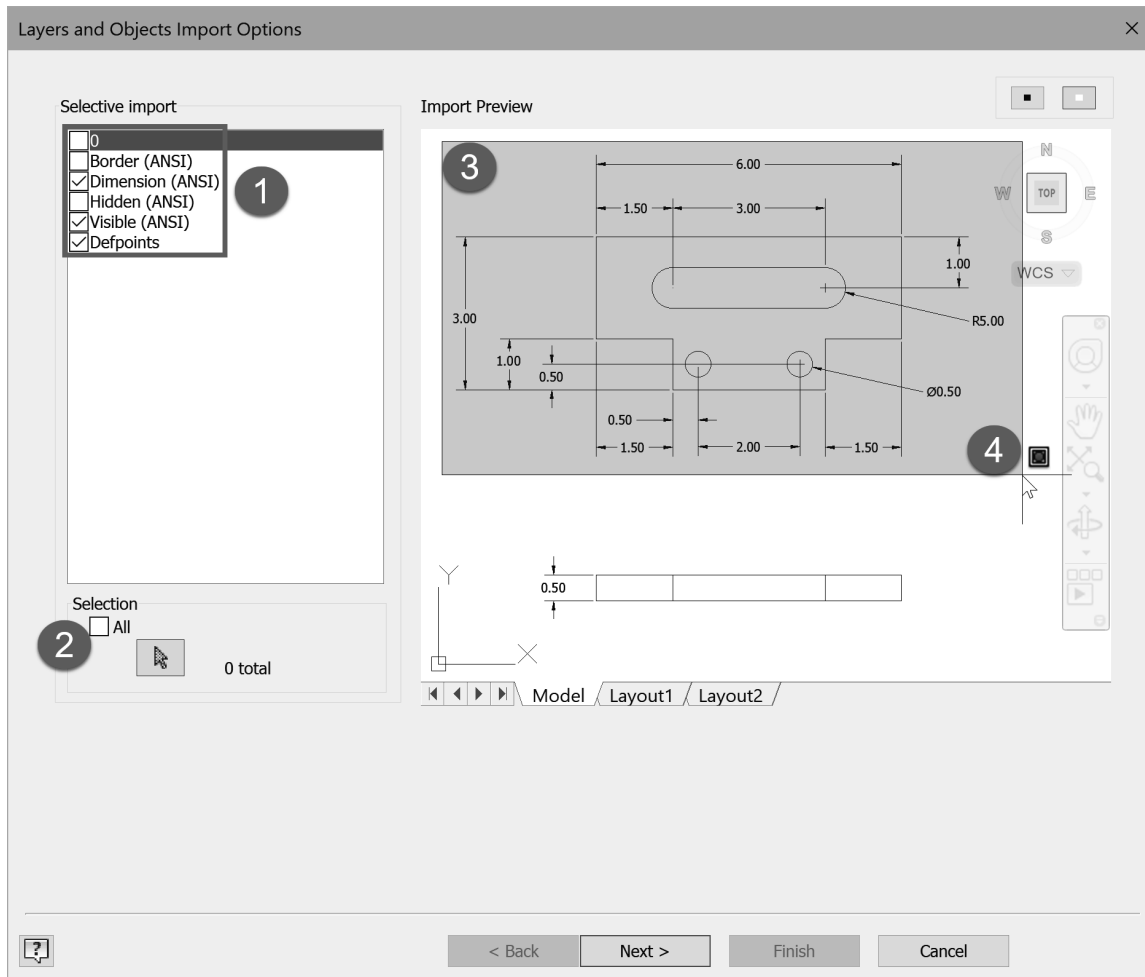 Layers and Objects Import Options
Selective import
0
Border (ANSI)
Dimension (ANSI)
Hidden (ANSI)
Visible (ANSI)
Defpoints
1
Selection
All
2
0 total
Import Preview
3
6.00
1.50 3.00
1.00
3.00
R5.00
1.00
0.50
Ø0.50
0.50
1.50 2.00 1.50
4
N
W TOP E
S
WCS
0.50
Y
X
Model Layout1 Layout2
?
< Back Next > Finish Cancel